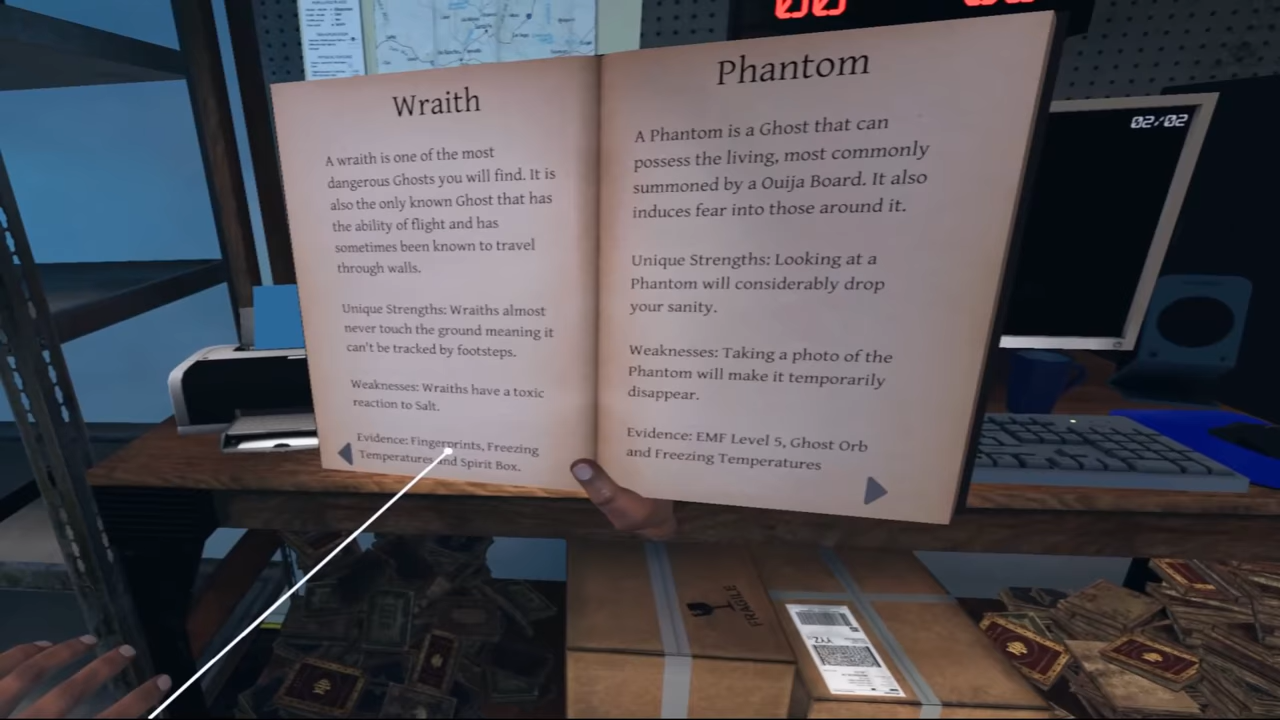 Wraith
A wraith is one of the most
dangerous Ghosts you will find. It is
also the only known Ghost that has
the ability of flight and has
sometimes been known to travel
through walls.
Unique Strengths: Wraiths almost
never touch the ground meaning it
can't be tracked by footsteps.
Weaknesses: Wraiths have a toxic
reaction to Salt.
Evidence: Fingerprints, Freezing
Temperatures and Spirit Box.
Phantom
A Phantom is a Ghost that can
possess the living, most commonly
summoned by a Ouija Board. It also
induces fear into those around it.
Unique Strengths: Looking at a
Phantom will considerably drop
your sanity.
Weaknesses: Taking a photo of the
Phantom will make it temporarily
disappear.
Evidence: EMF Level 5, Ghost Orb
and Freezing Temperatures
02/02
FRAGILE
YYZ